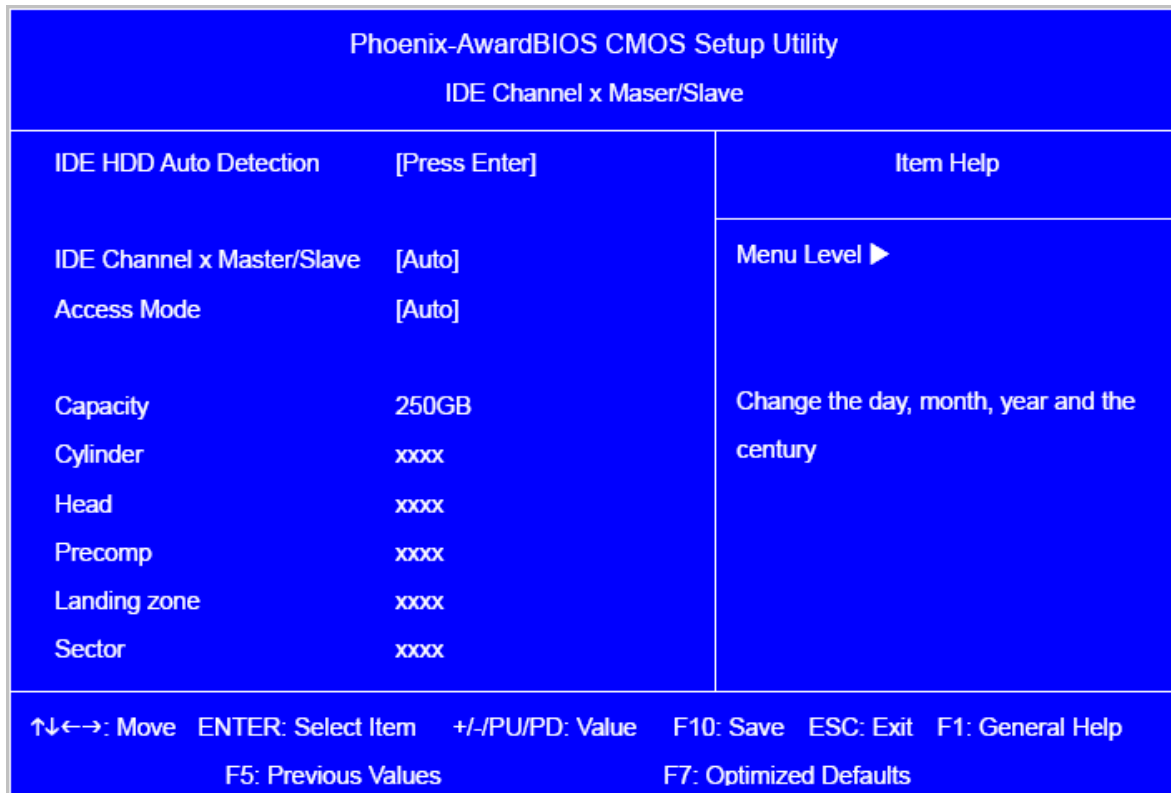 Phoenix-AwardBIOS CMOS Setup Utility
IDE Channel x Maser/Slave
IDE HDD Auto Detection [Press Enter]
Item Help
IDE Channel x Master/Slave [Auto]
Menu Level ▶
Access Mode [Auto]
Capacity 250GB
Change the day, month, year and the
Cylinder xxxx
century
Head xxxx
Precomp xxxx
Landing zone xxxx
Sector xxxx
↑↓←→: Move ENTER: Select Item +/-/PU/PD: Value F10: Save ESC: Exit F1: General Help
F5: Previous Values F7: Optimized Defaults